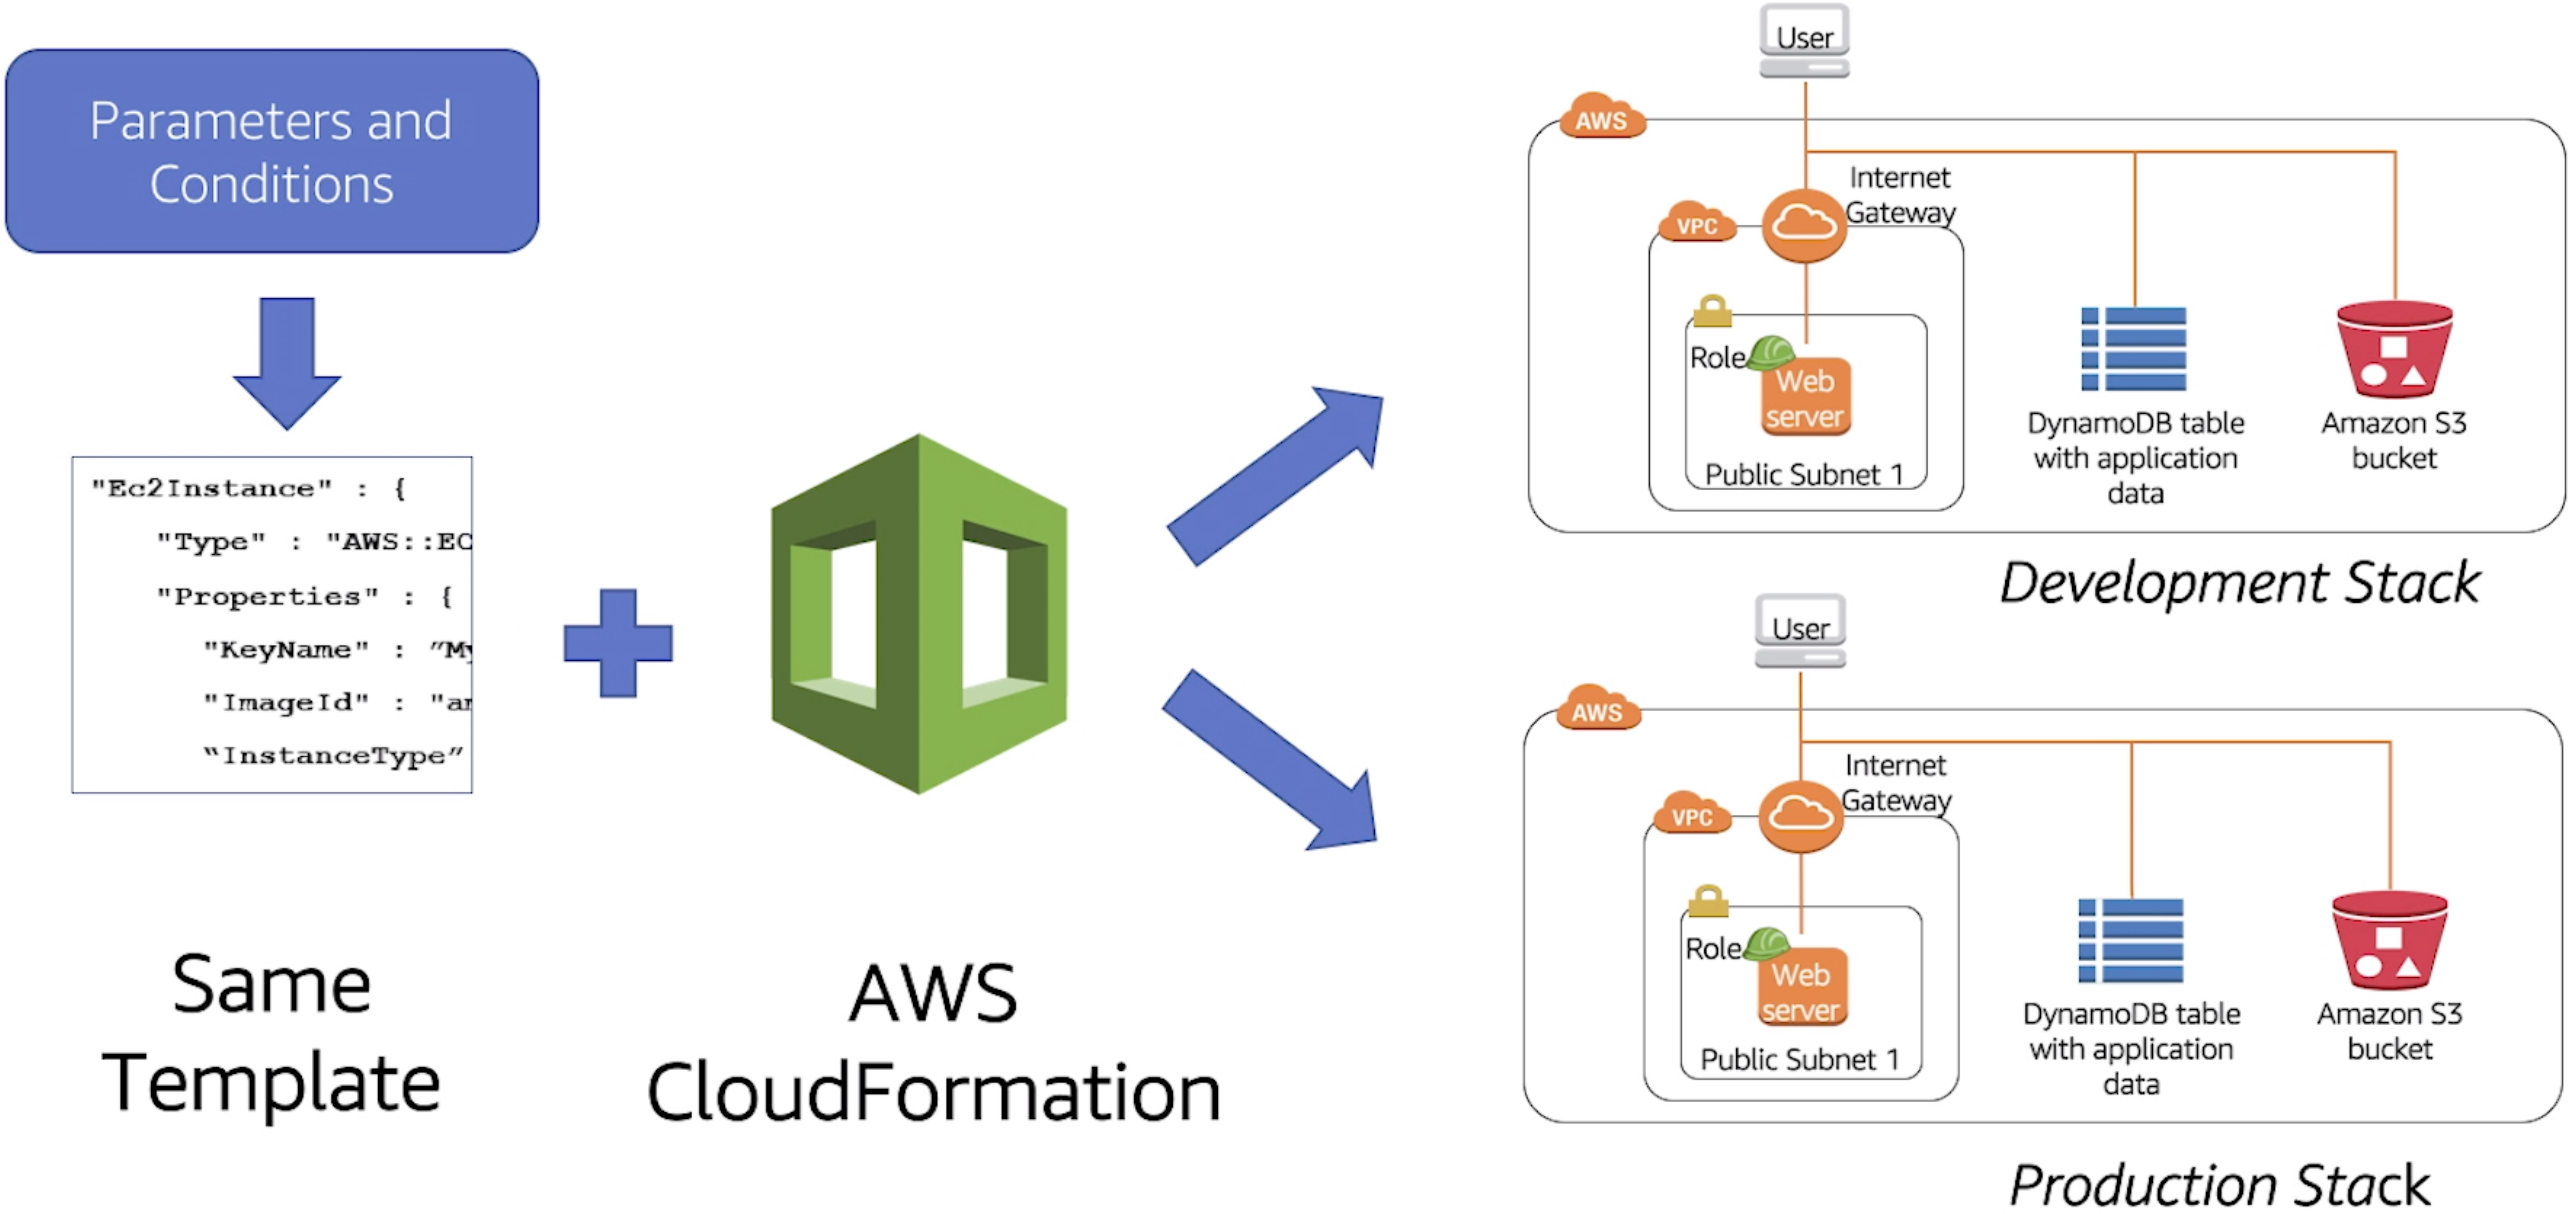 Parameters and
Conditions
"Ec2Instance" : {
"Type" : "AWS::EC
"Properties" : {
"KeyName" : ”My
"ImageId" : "am
“InstanceType”
Same
Template
AWS
CloudFormation
User
AWS
Internet
Gateway
VPC
Role
Web
server
Public Subnet 1
DynamoDB table
with application
data
Amazon S3
bucket
Development Stack
User
AWS
Internet
Gateway
VPC
Role
Web
server
Public Subnet 1
DynamoDB table
with application
data
Amazon S3
bucket
Production Stack